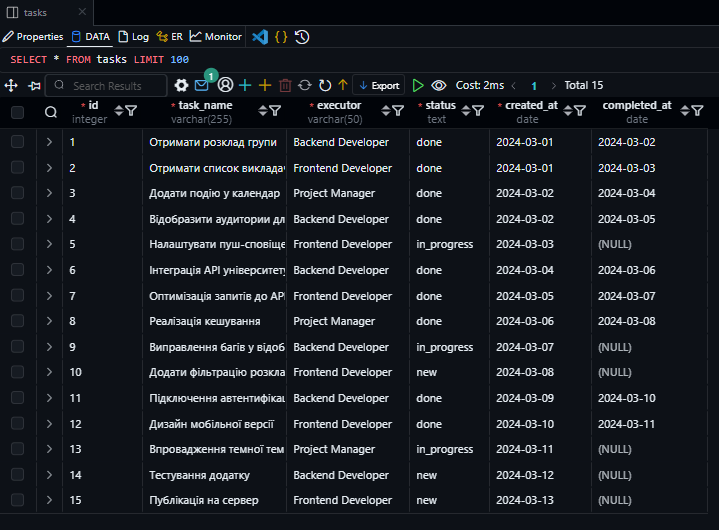 tasks
Properties DATA Log ER Monitor
SELECT * FROM tasks LIMIT 100
Search Results 1 Export Cost: 2ms 1 Total 15
* id * task_name * executor * status * created_at completed_at
integer varchar(255) varchar(50) text date date
1 Отримати розклад групи Backend Developer done 2024-03-01 2024-03-02
2 Отримати список виклада Frontend Developer done 2024-03-01 2024-03-03
3 Додати подію у календар Project Manager done 2024-03-02 2024-03-04
4 Відобразити аудитории дл Backend Developer done 2024-03-02 2024-03-05
5 Налаштувати пуш-сповіще Frontend Developer in_progress 2024-03-03 (NULL)
6 Інтеграція API університету Backend Developer done 2024-03-04 2024-03-06
7 Оптимізація запитів до API Frontend Developer done 2024-03-05 2024-03-07
8 Реалізація кешування Project Manager done 2024-03-06 2024-03-08
9 Виправлення багів у відоб Backend Developer in_progress 2024-03-07 (NULL)
10 Додати фільтрацію розкла Frontend Developer new 2024-03-08 (NULL)
11 Підключення автентифікац Backend Developer done 2024-03-09 2024-03-10
12 Дизайн мобільної версії Frontend Developer done 2024-03-10 2024-03-11
13 Впровадження темної тем Project Manager in_progress 2024-03-11 (NULL)
14 Тестування додатку Backend Developer new 2024-03-12 (NULL)
15 Публікація на сервер Frontend Developer new 2024-03-13 (NULL)